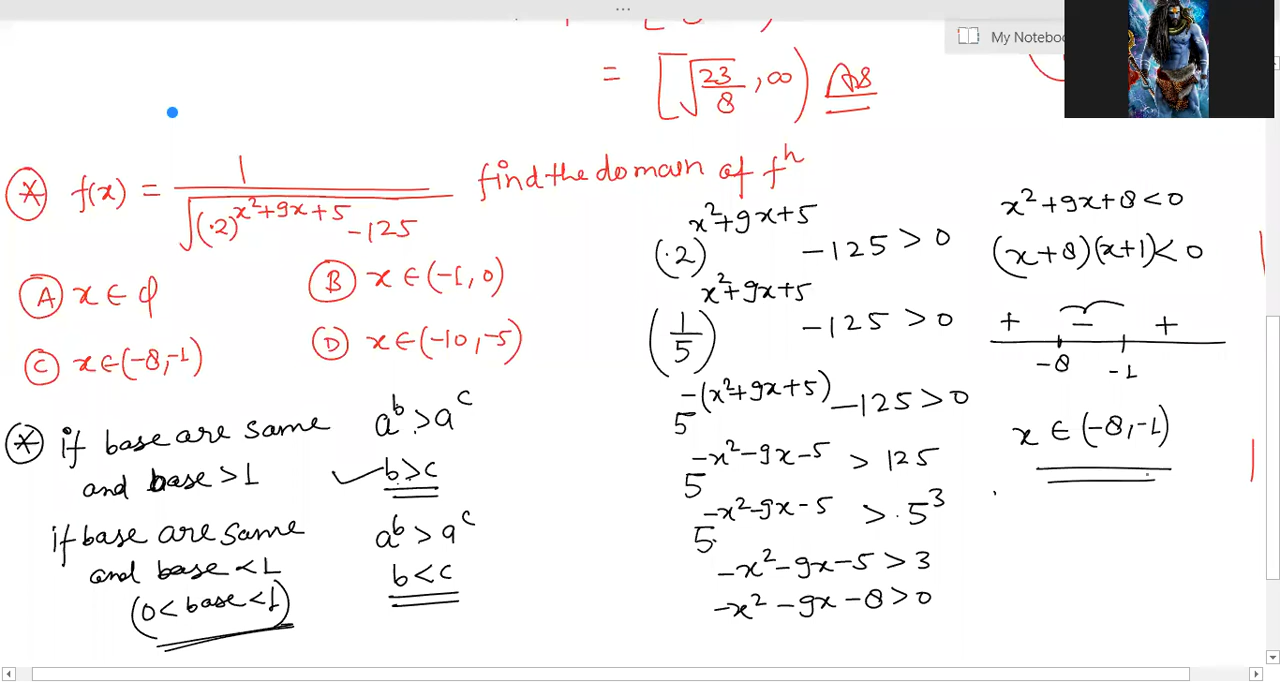 My Noteboo
= [√(23/8), ∞) Ans
* f(x) = 1/√((.2)^(x²+9x+5) - 125) find the domain of fⁿ
A x ∈ φ
B x ∈ (-1, 0)
C x ∈ (-8, -1)
D x ∈ (-10, -5)
* if base are same a^b > a^c
and base > 1 ✓ b > c
if base are same a^b > a^c
and base < 1 b < c
(0 < base < 1)
(.2)^(x²+9x+5) - 125 > 0
(1/5)^(x²+9x+5) - 125 > 0
5^(-(x²+9x+5)) - 125 > 0
5^(-x²-9x-5) > 125
5^(-x²-9x-5) > 5³
-x²-9x-5 > 3
-x²-9x-8 > 0
x²+9x+8 < 0
(x+8)(x+1) < 0
+ - +
-8 -1
x ∈ (-8, -1)